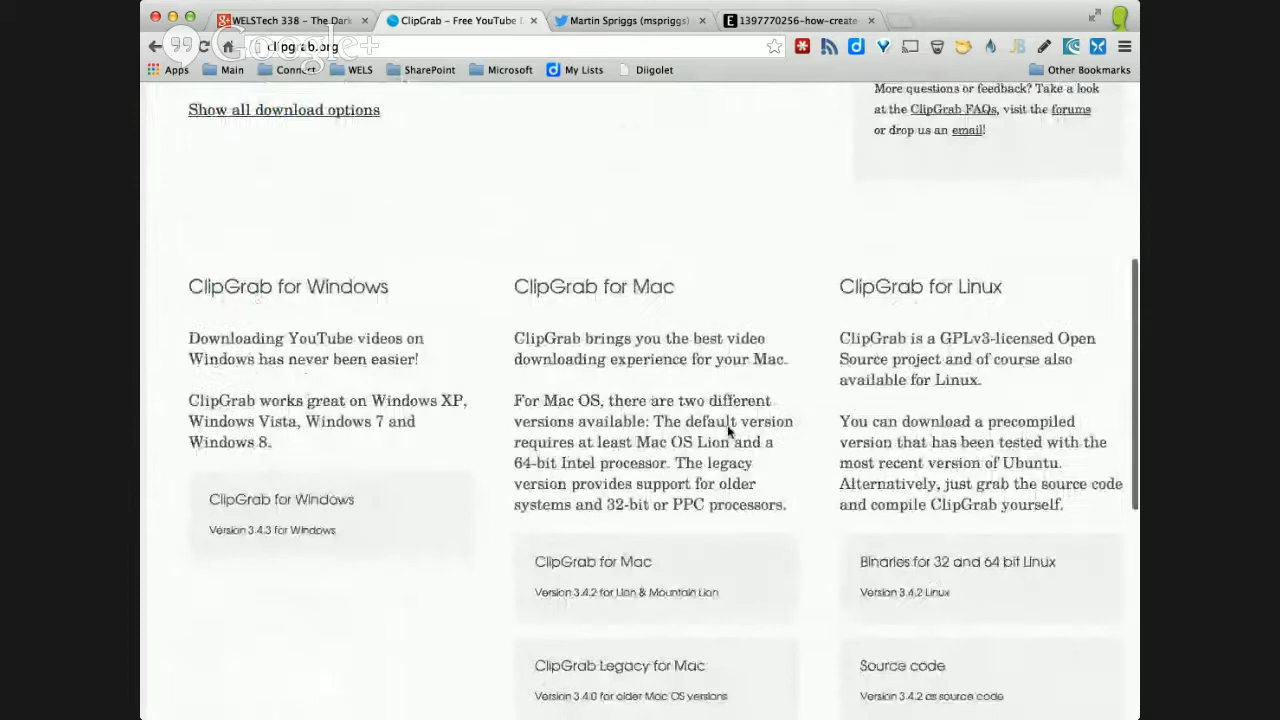 WELSTech 338 – The Dark
ClipGrab – Free YouTube
Martin Spriggs (mspriggs)
1397770256-how-create
Google+
clipgrab.org
Apps
Main
Connect
WELS
SharePoint
Microsoft
My Lists
Diigolet
Other Bookmarks
Show all download options
More questions or feedback? Take a look
at the ClipGrab FAQs, visit the forums
or drop us an email!
ClipGrab for Windows
Downloading YouTube videos on
Windows has never been easier!
ClipGrab works great on Windows XP,
Windows Vista, Windows 7 and
Windows 8.
ClipGrab for Windows
Version 3.4.3 for Windows
ClipGrab for Mac
ClipGrab brings you the best video
downloading experience for your Mac.
For Mac OS, there are two different
versions available: The default version
requires at least Mac OS Lion and a
64-bit Intel processor. The legacy
version provides support for older
systems and 32-bit or PPC processors.
ClipGrab for Mac
Version 3.4.2 for Lion & Mountain Lion
ClipGrab Legacy for Mac
Version 3.4.0 for older Mac OS versions
ClipGrab for Linux
ClipGrab is a GPLv3-licensed Open
Source project and of course also
available for Linux.
You can download a precompiled
version that has been tested with the
most recent version of Ubuntu.
Alternatively, just grab the source code
and compile ClipGrab yourself.
Binaries for 32 and 64 bit Linux
Version 3.4.2 Linux
Source code
Version 3.4.2 as source code